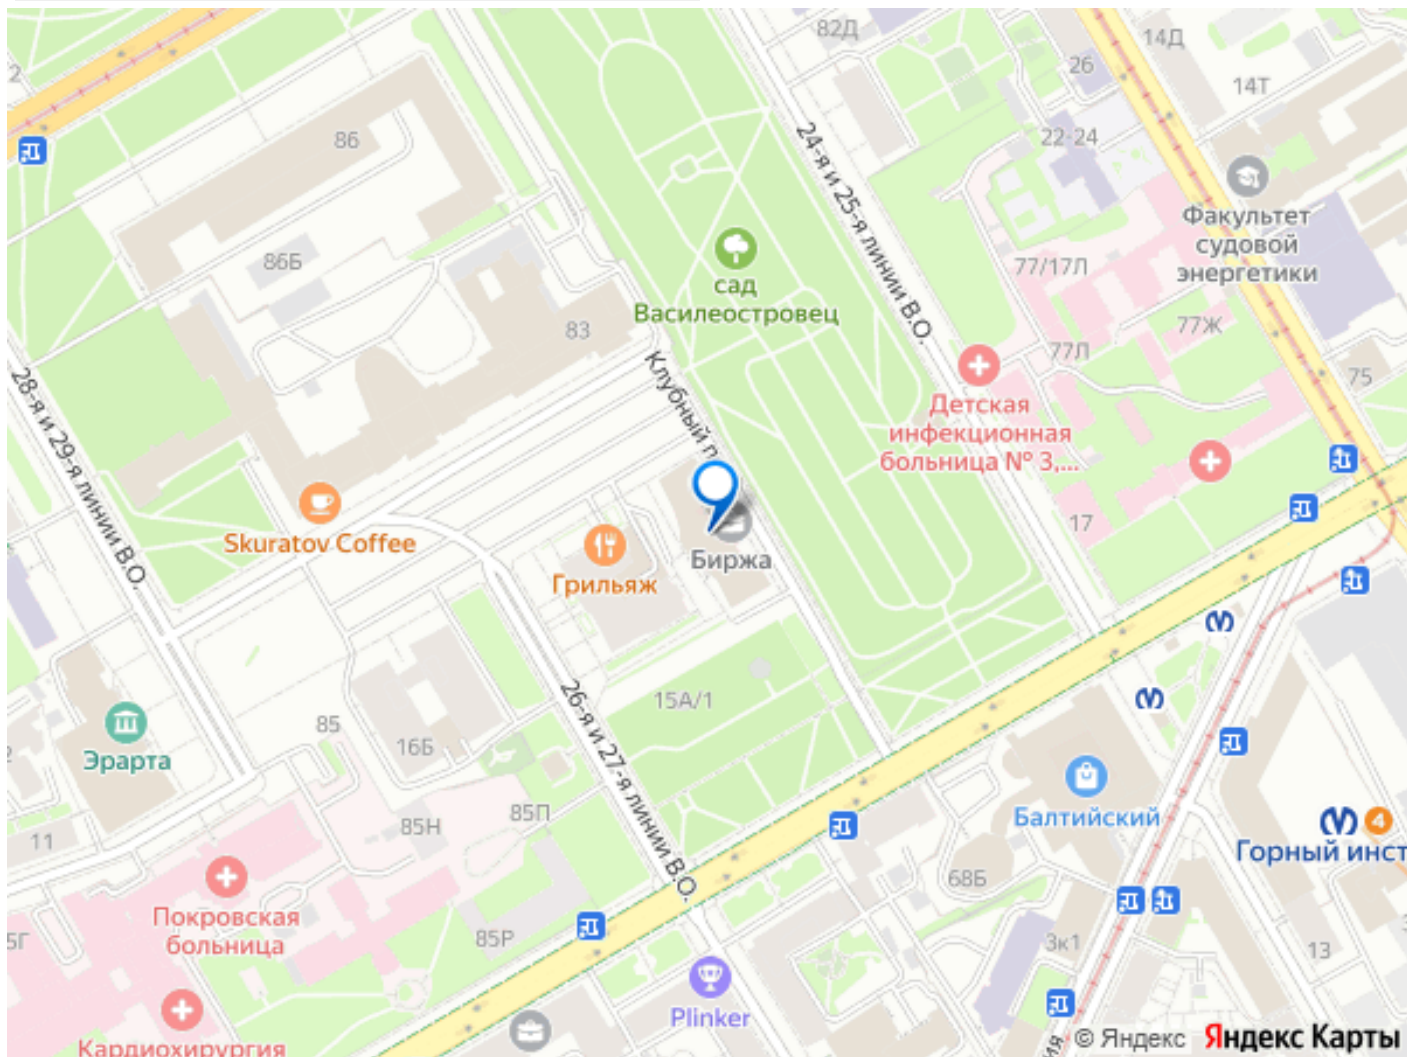 82Д
14Д
26
14Т
2
86
22-24
24-я и 25-я линии В.О.
Факультет
судовой
энергетики
86Б
77/17Л
сад
Василеостровец
83
77Ж
77Л
Клубный п
75
28-я и 29-я линии В.О.
Детская
инфекционная
больница № 3,...
17
Skuratov Coffee
Биржа
Грильяж
15А/1
26-я и 27-я линии В.О.
85
16Б
Эрарта
85П
85Н
Балтийский
11
4
Горный инст
68Б
Покровская
больница
5Г
85Р
3к1
13
Plinker
Кардиохирургия
ия
© Яндекс Яндекс Карты